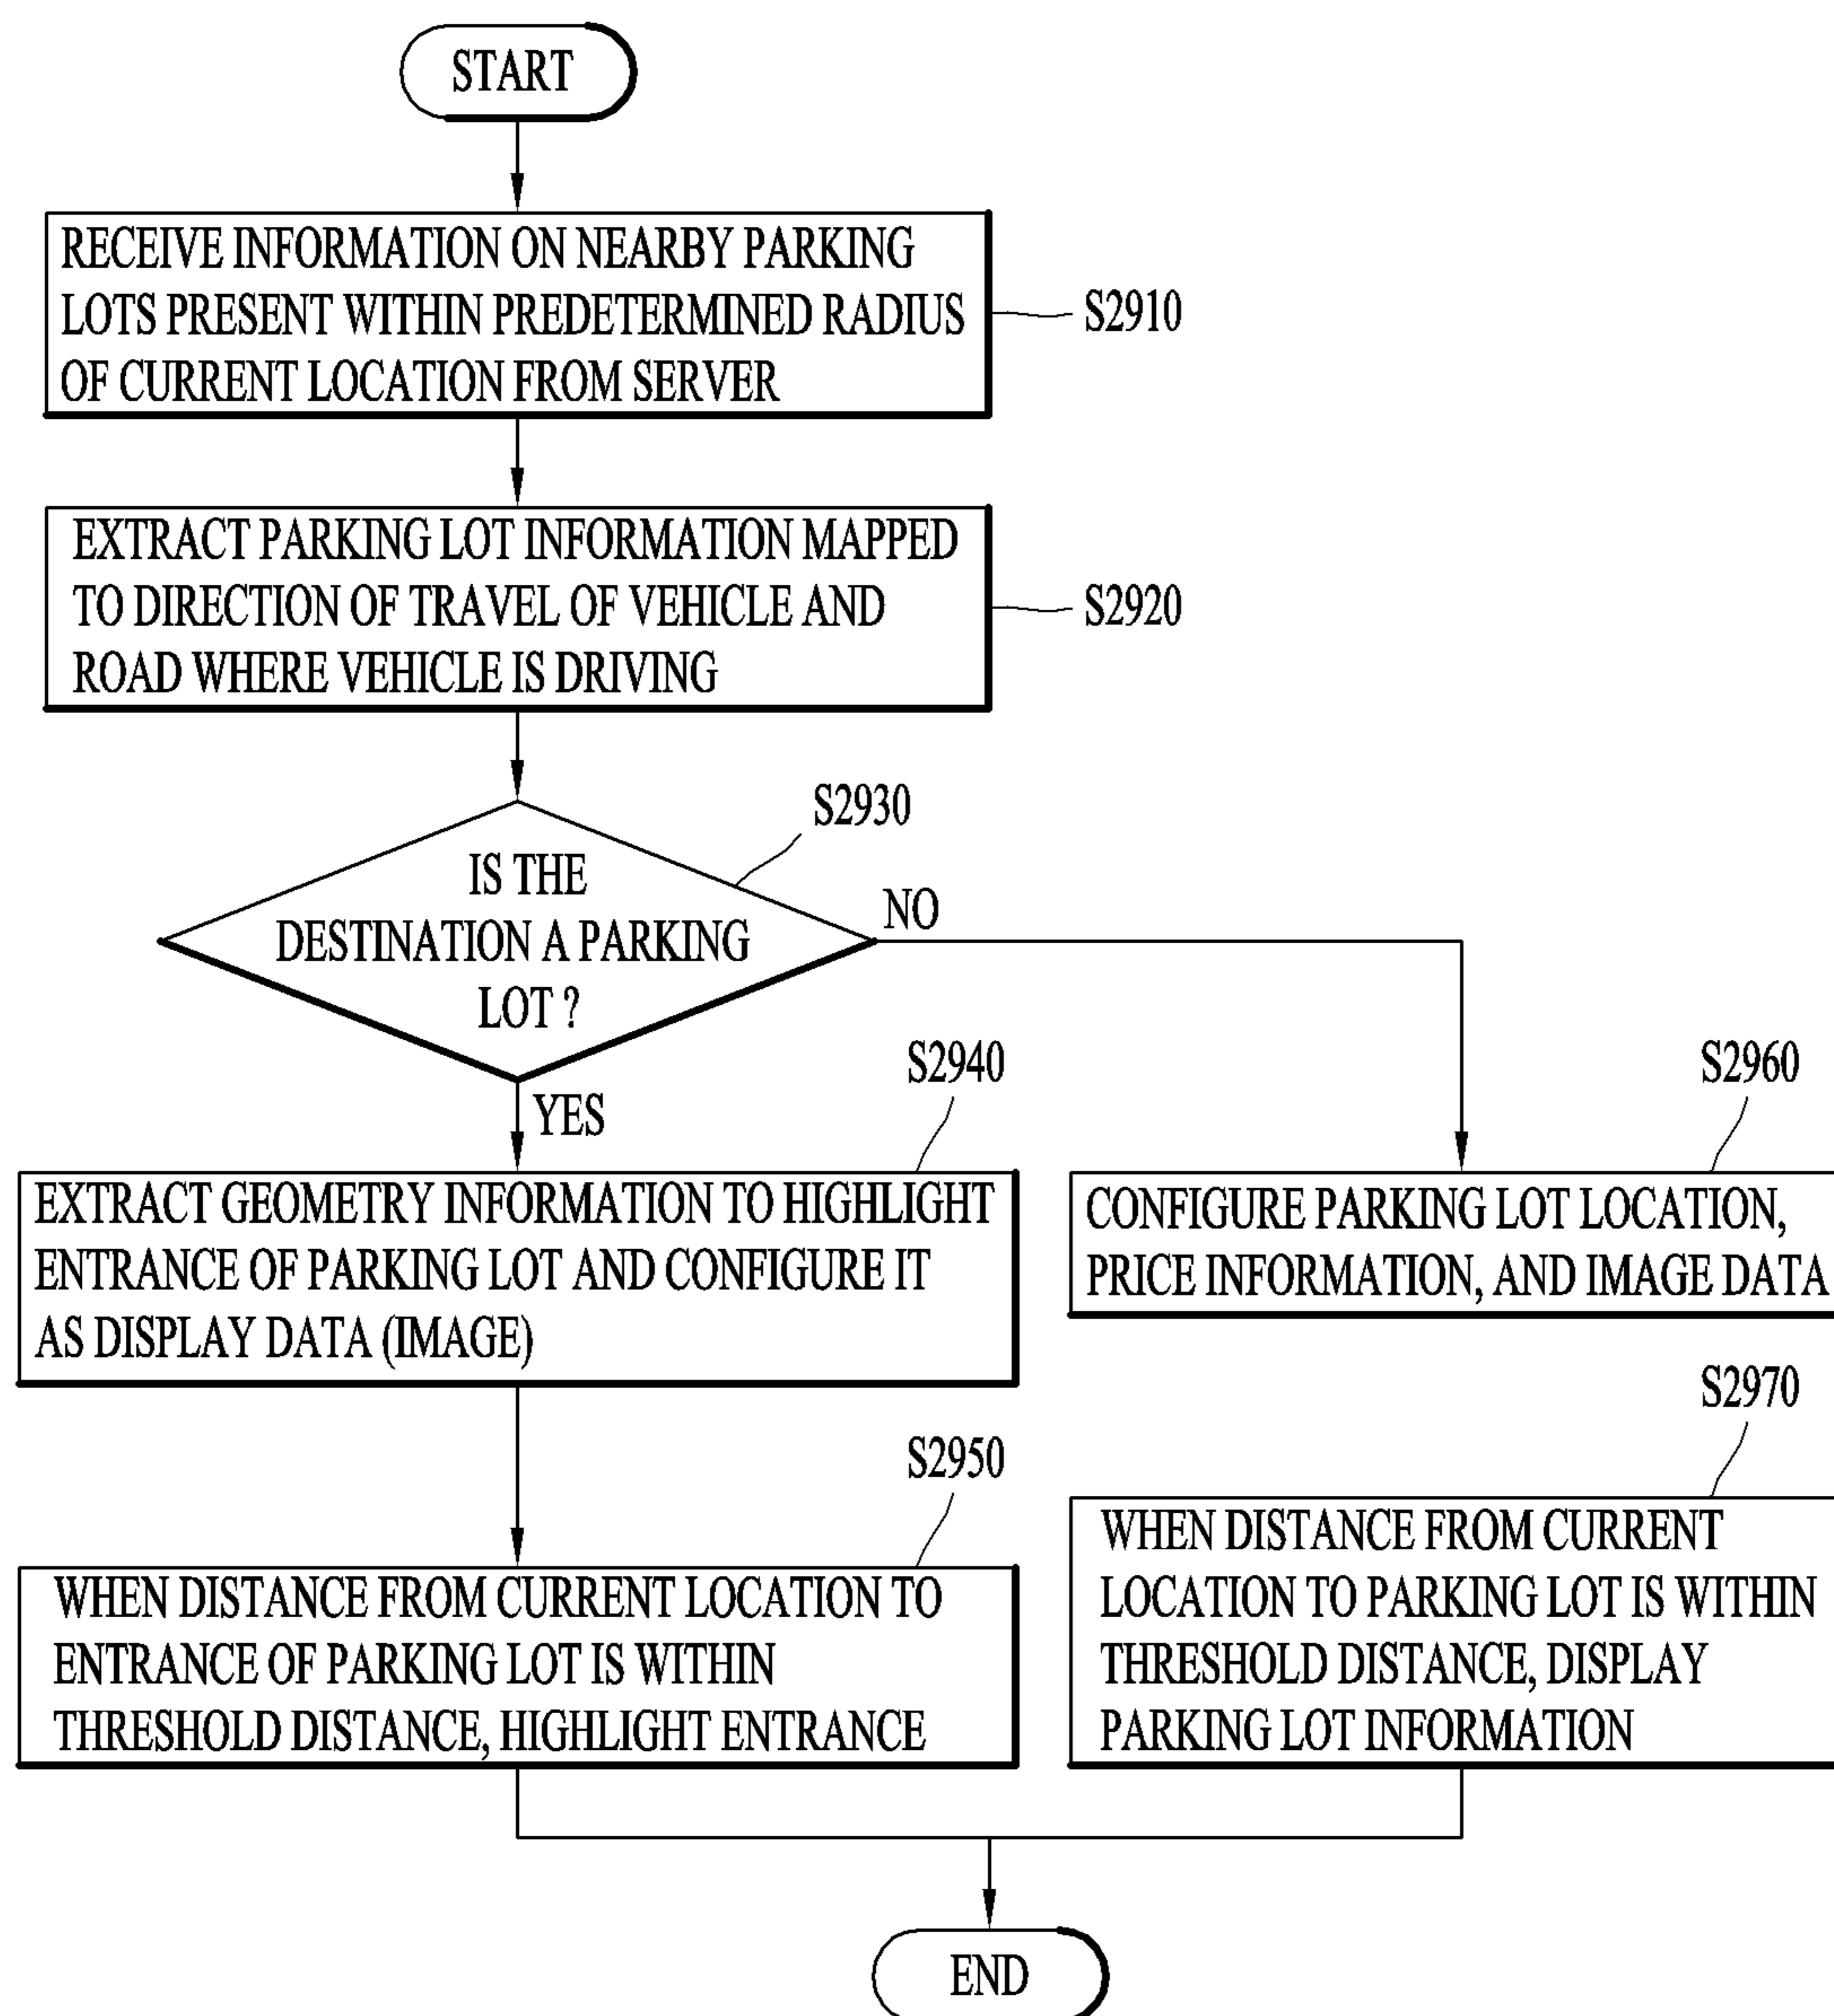 START
RECEIVE INFORMATION ON NEARBY PARKING
LOTS PRESENT WITHIN PREDETERMINED RADIUS
OF CURRENT LOCATION FROM SERVER
S2910
EXTRACT PARKING LOT INFORMATION MAPPED
TO DIRECTION OF TRAVEL OF VEHICLE AND
ROAD WHERE VEHICLE IS DRIVING
S2920
S2930
IS THE
DESTINATION A PARKING
LOT ?
NO
YES
S2940
EXTRACT GEOMETRY INFORMATION TO HIGHLIGHT
ENTRANCE OF PARKING LOT AND CONFIGURE IT
AS DISPLAY DATA (IMAGE)
S2960
CONFIGURE PARKING LOT LOCATION,
PRICE INFORMATION, AND IMAGE DATA
S2950
WHEN DISTANCE FROM CURRENT LOCATION TO
ENTRANCE OF PARKING LOT IS WITHIN
THRESHOLD DISTANCE, HIGHLIGHT ENTRANCE
S2970
WHEN DISTANCE FROM CURRENT
LOCATION TO PARKING LOT IS WITHIN
THRESHOLD DISTANCE, DISPLAY
PARKING LOT INFORMATION
END